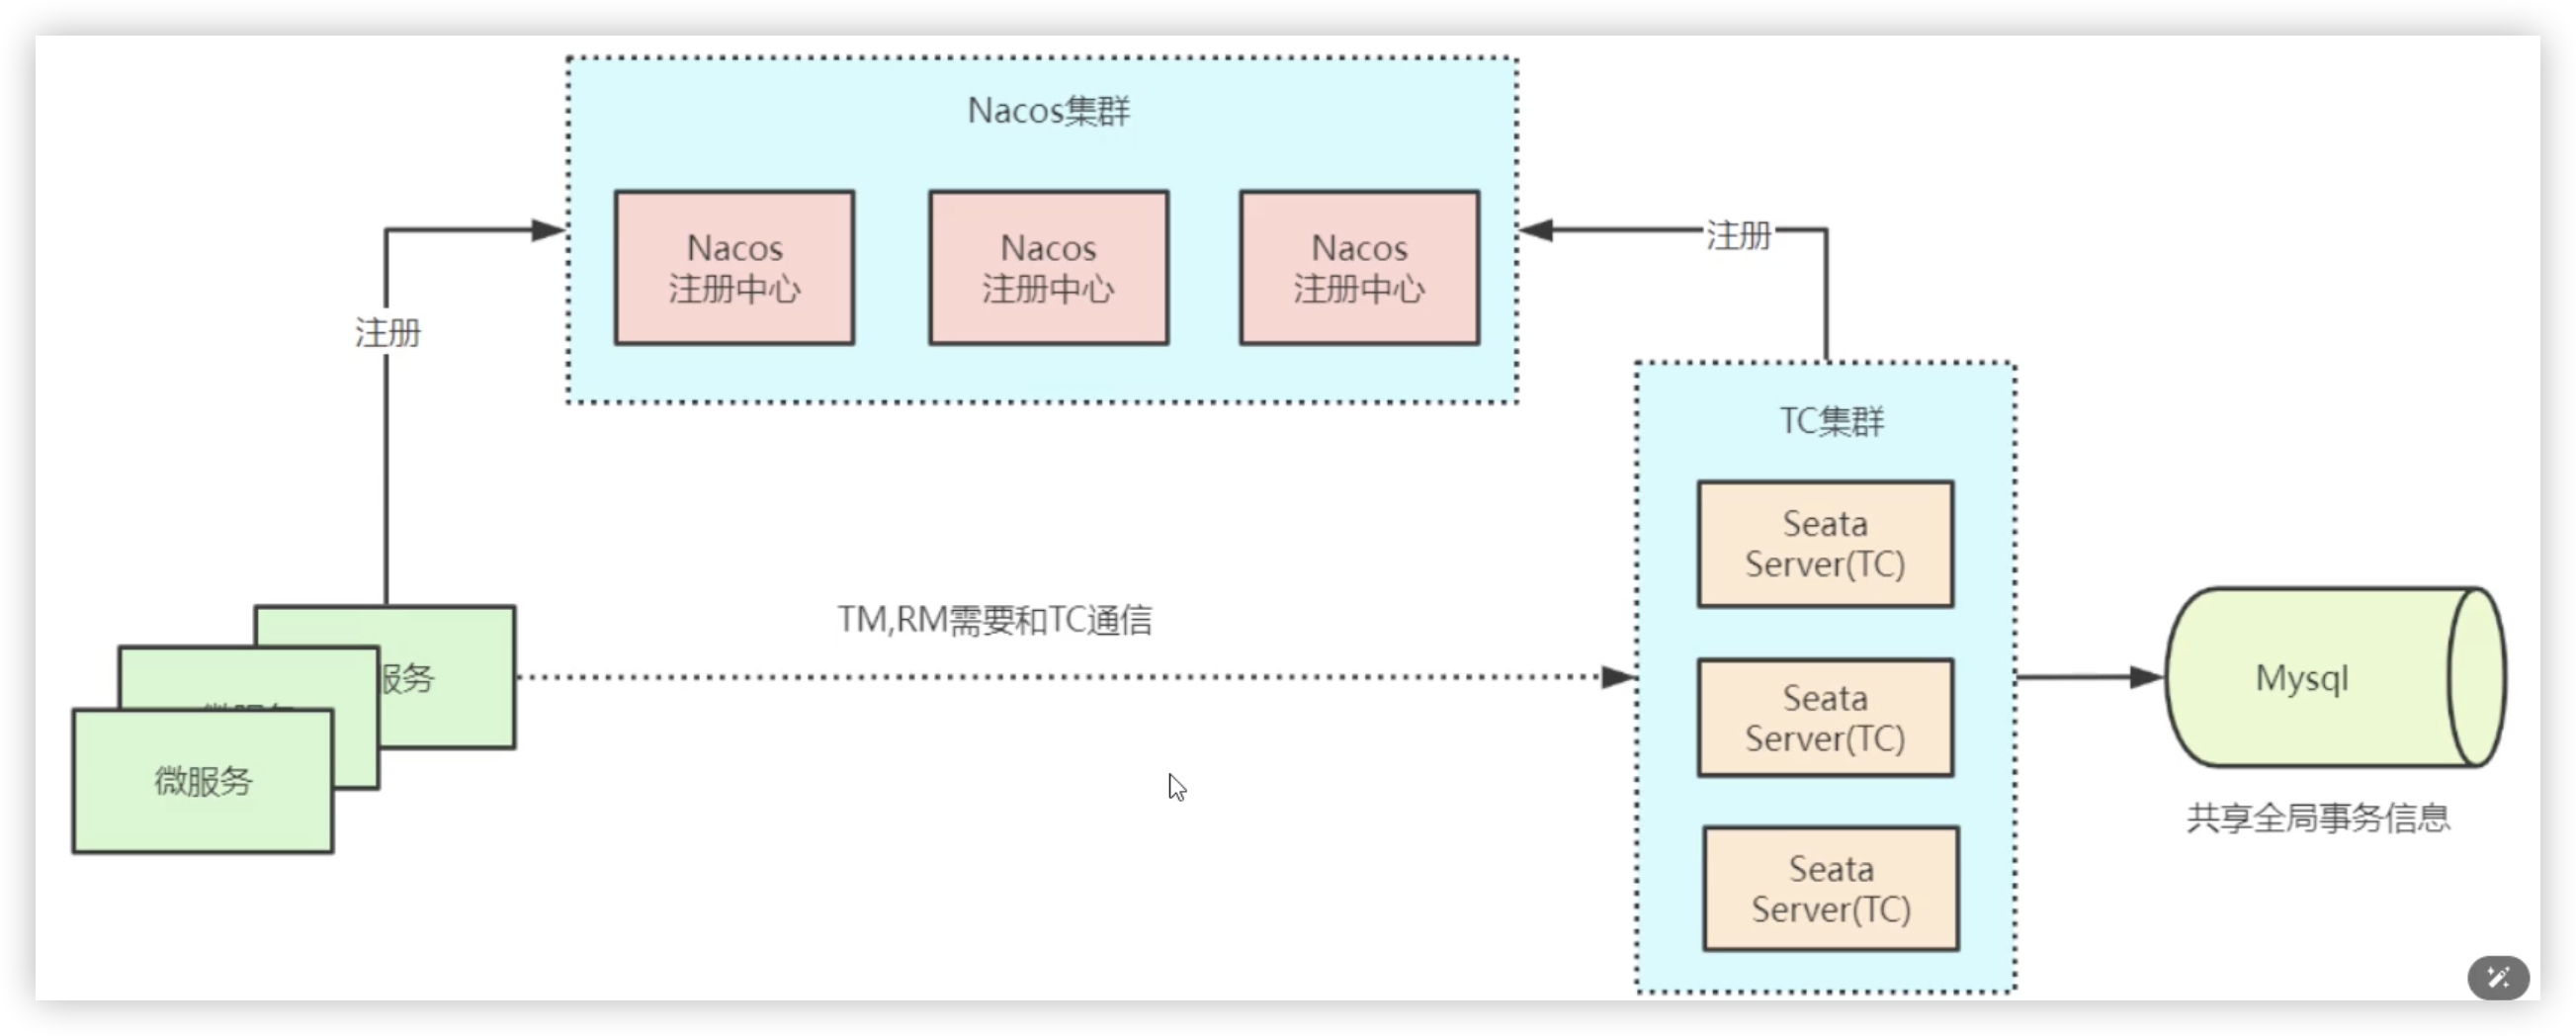 Nacos集群
Nacos
注册中心
Nacos
注册中心
Nacos
注册中心
注册
注册
TC集群
Seata
Server(TC)
Seata
Server(TC)
Seata
Server(TC)
TM,RM需要和TC通信
服务
微服务
Mysql
共享全局事务信息